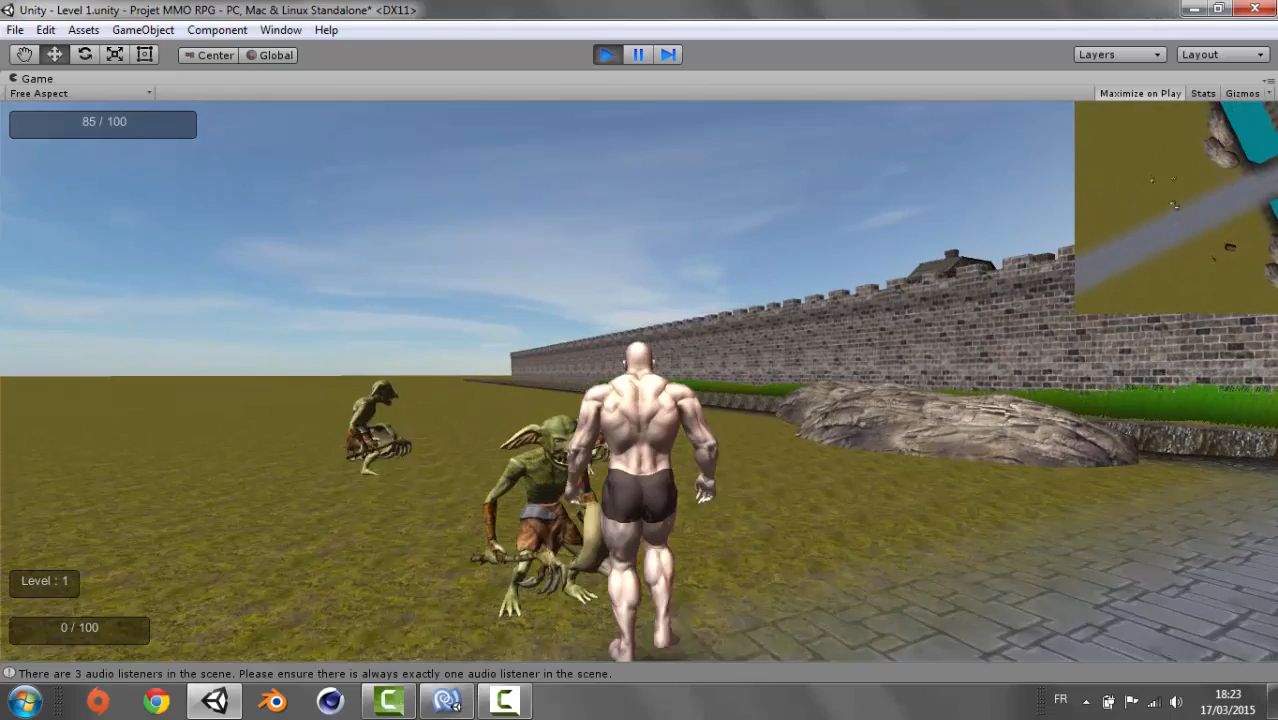 Unity - Level 1.unity - Projet MMO RPG - PC, Mac & Linux Standalone* <DX11>
File Edit Assets GameObject Component Window Help
Center Global Layers Layout
Game
Free Aspect Maximize on Play Stats Gizmos
85 / 100
Level : 1
0 / 100
There are 3 audio listeners in the scene. Please ensure there is always exactly one audio listener in the scene.
FR 18:23
17/03/2015